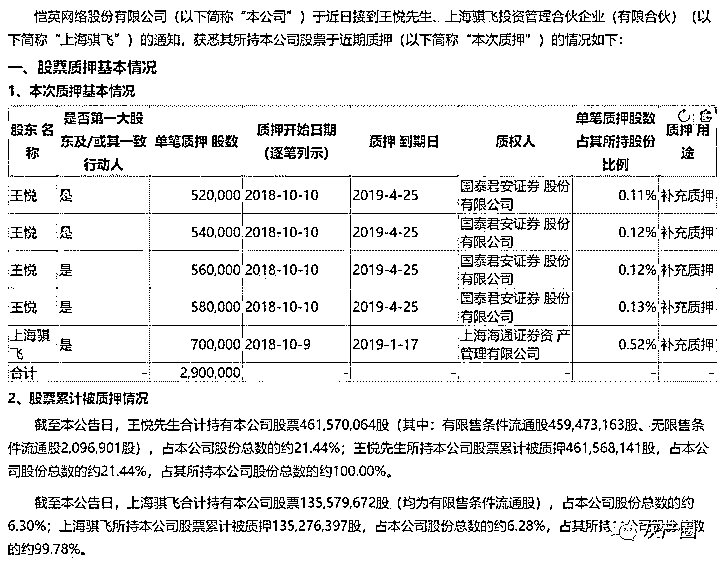 恺英网络股份有限公司（以下简称“本公司”）于近日接到王悦先生、上海骐飞投资管理合伙企业（有限合伙）（以
下简称“上海骐飞”）的通知，获悉其所持本公司股票于近期质押（以下简称“本次质押”）的情况如下：
一、股票质押基本情况
1、本次质押基本情况
股东 名称 是否第一大股东及/或其一致行动人 单笔质押 股数 质押开始日期（逐笔列示） 质押 到期日 质权人 单笔质押股数占其所持股份比例 质押 用途
王悦 是 520,000 2018-10-10 2019-4-25 国泰君安证券 股份有限公司 0.11% 补充质押
王悦 是 540,000 2018-10-10 2019-4-25 国泰君安证券 股份有限公司 0.12% 补充质押
王悦 是 560,000 2018-10-10 2019-4-25 国泰君安证券 股份有限公司 0.12% 补充质押
王悦 是 580,000 2018-10-10 2019-4-25 国泰君安证券 股份有限公司 0.13% 补充质押
上海骐飞 是 700,000 2018-10-9 2019-1-17 上海海通证券资 产管理有限公司 0.52% 补充质押
合计 - 2,900,000 - - - - -
2、股票累计被质押情况
截至本公告日，王悦先生合计持有本公司股票461,570,064股（其中：有限售条件流通股459,473,163股、无限售条
件流通股2,096,901股），占本公司股份总数的约21.44%；王悦先生所持本公司股票累计被质押461,568,141股，占本公
司股份总数的约21.44%，占其所持本公司股份总数的约100.00%。
截至本公告日，上海骐飞合计持有本公司股票135,579,672股（均为有限售条件流通股），占本公司股份总数的约
6.30%；上海骐飞所持本公司股票累计被质押135,276,397股，占本公司股份总数的约6.28%，占其所持本公司股份总数
的约99.78%。